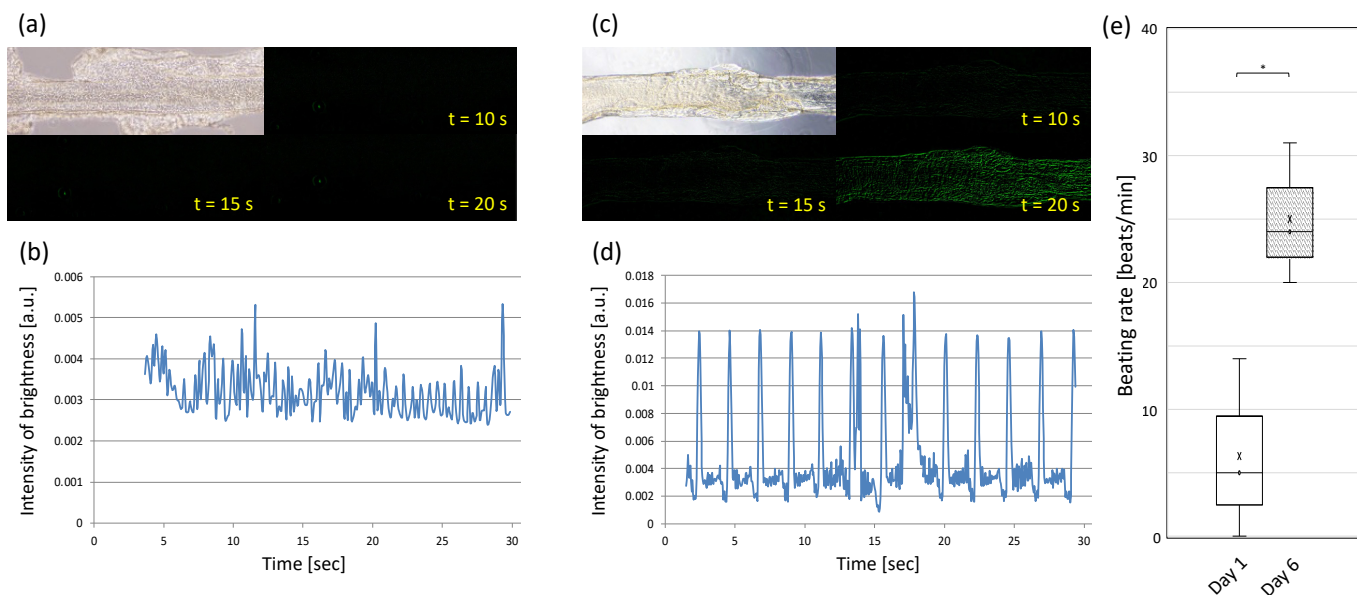 (a)
t = 10 s
t = 15 s
t = 20 s
(b)
Intensity of brightness [a.u.]
0.006
0.005
0.004
0.003
0.002
0.001
0
0 5 10 15 20 25 30
Time [sec]
(c)
t = 10 s
t = 15 s
t = 20 s
(d)
Intensity of brightness [a.u.]
0.018
0.016
0.014
0.012
0.01
0.008
0.006
0.004
0.002
0
0 5 10 15 20 25 30
Time [sec]
(e)
Beating rate [beats/min]
40
30
20
10
0
*
Day 1
Day 6